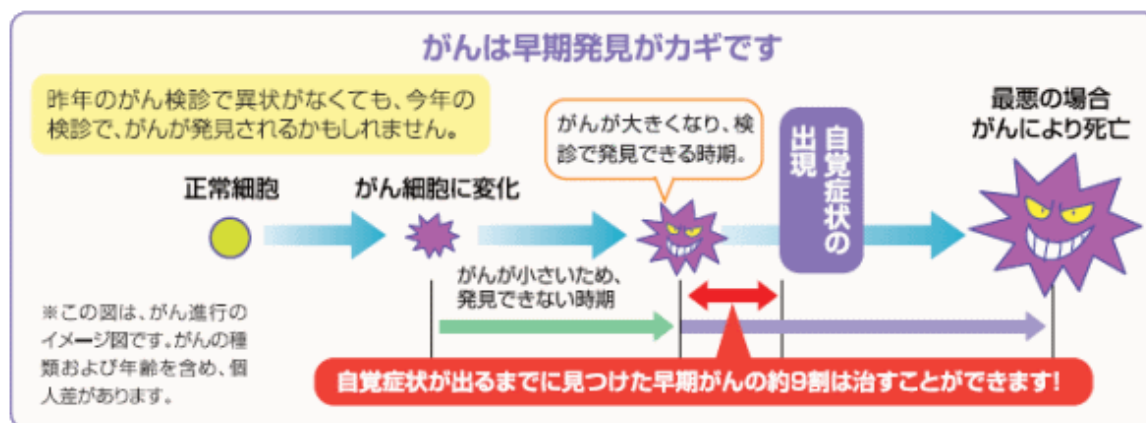 がんは早期発見がカギです
昨年のがん検診で異状がなくても、今年の
検診で、がんが発見されるかもしれません。
正常細胞
がん細胞に変化
がんが大きくなり、検
診で発見できる時期。
自覚症状の
出現
最悪の場合
がんにより死亡
がんが小さいため、
発見できない時期
※この図は、がん進行の
イメージ図です。がんの種
類および年齢を含め、個
人差があります。
自覚症状が出るまでに見つけた早期がんの約9割は治すことができます!